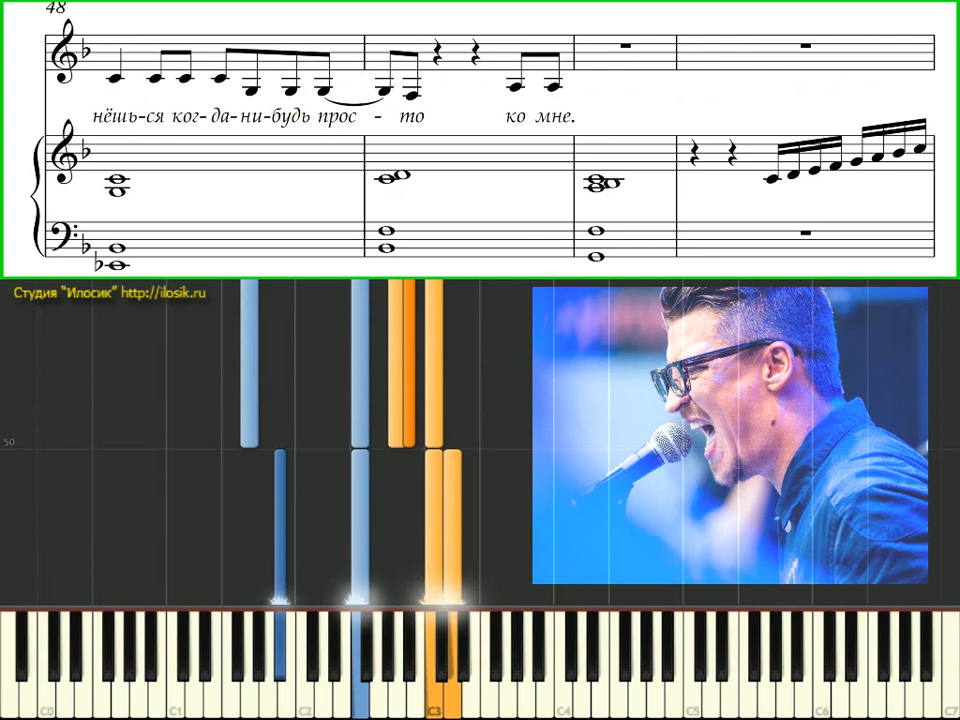 48
нёшь-ся ког- да-ни-будь прос - то ко мне.
Студия "Илосик" http://ilosik.ru
50
C0 C1 C2 C3 C4 C5 C6 C7